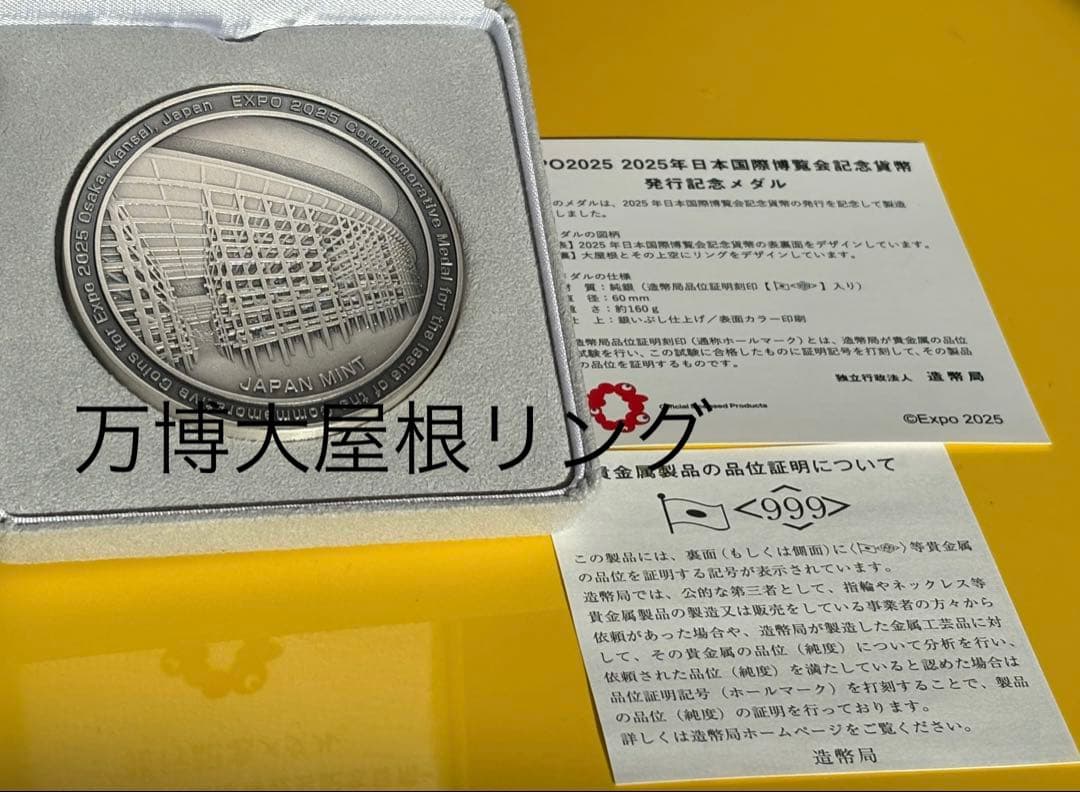 EXPO 2025 Commemorative Medal for the Issue of the Commemorative Coins for Expo 2025 Osaka, Kansai, Japan
JAPAN MINT
万博大屋根リング
PO2025 2025年日本国際博覧会記念貨幣
発行記念メダル
のメダルは、2025年日本国際博覧会記念貨幣の発行を記念して製造
しました。
ダルの図柄
】2025年日本国際博覧会記念貨幣の表裏面をデザインしています。
】大屋根とその上空にリングをデザインしています。
ダルの仕様
質：純銀（造幣局品位証明刻印【 】入り）
径：60mm
さ：約160g
上：銀いぶし仕上げ／表面カラー印刷
造幣局品位証明刻印（通称ホールマーク）とは、造幣局が貴金属の品位
試験を行い、この試験に合格したものに証明記号を打刻して、その製品
の品位を証明するものです。
独立行政法人 造幣局
Official Products
©Expo 2025
貴金属製品の品位証明について
<999>
この製品には、裏面（もしくは側面）に 等貴金属
の品位を証明する記号が表示されています。
造幣局では、公的な第三者として、指輪やネックレス等
貴金属製品の製造又は販売をしている事業者の方々から
依頼があった場合や、造幣局が製造した金属工芸品に対
して、その貴金属の品位（純度）について分析を行い、
依頼された品位（純度）を満たしていると認めた場合は
品位証明記号（ホールマーク）を打刻することで、製品
の品位（純度）の証明を行っております。
詳しくは造幣局ホームページをご覧ください。
造幣局